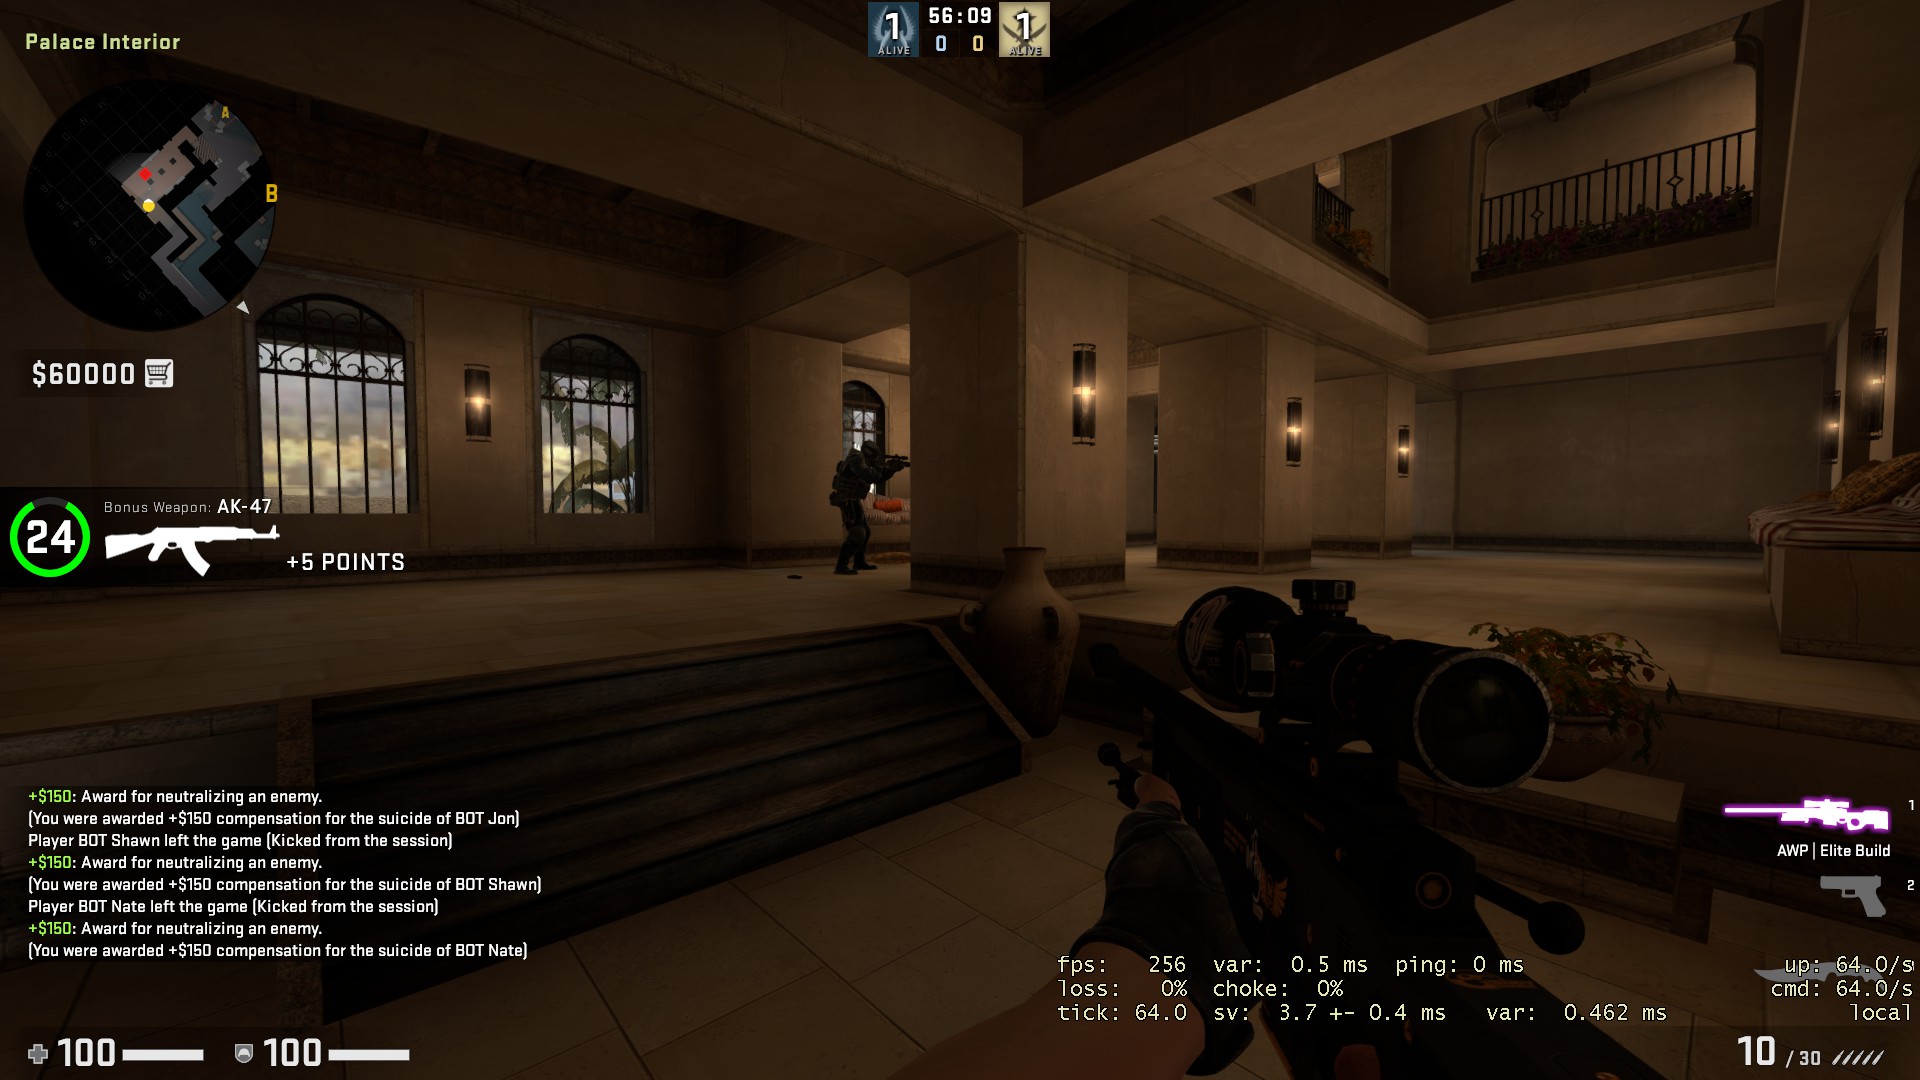 Palace Interior
1 56:09 1
ALIVE 0 0 ALIVE
A
B
$60000
Bonus Weapon: AK-47
24
+5 POINTS
+$150: Award for neutralizing an enemy.
(You were awarded +$150 compensation for the suicide of BOT Jon)
Player BOT Shawn left the game (Kicked from the session)
+$150: Award for neutralizing an enemy.
(You were awarded +$150 compensation for the suicide of BOT Shawn)
Player BOT Nate left the game (Kicked from the session)
+$150: Award for neutralizing an enemy.
(You were awarded +$150 compensation for the suicide of BOT Nate)
1
AWP | Elite Build
2
fps: 256 var: 0.5 ms ping: 0 ms up: 64.0/s
loss: 0% choke: 0% cmd: 64.0/s
tick: 64.0 sv: 3.7 +- 0.4 ms var: 0.462 ms local
100 100
10 / 30